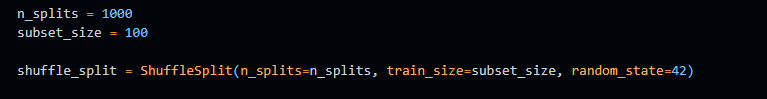 n_splits = 1000
subset_size = 100
shuffle_split = ShuffleSplit(n_splits=n_splits, train_size=subset_size, random_state=42)